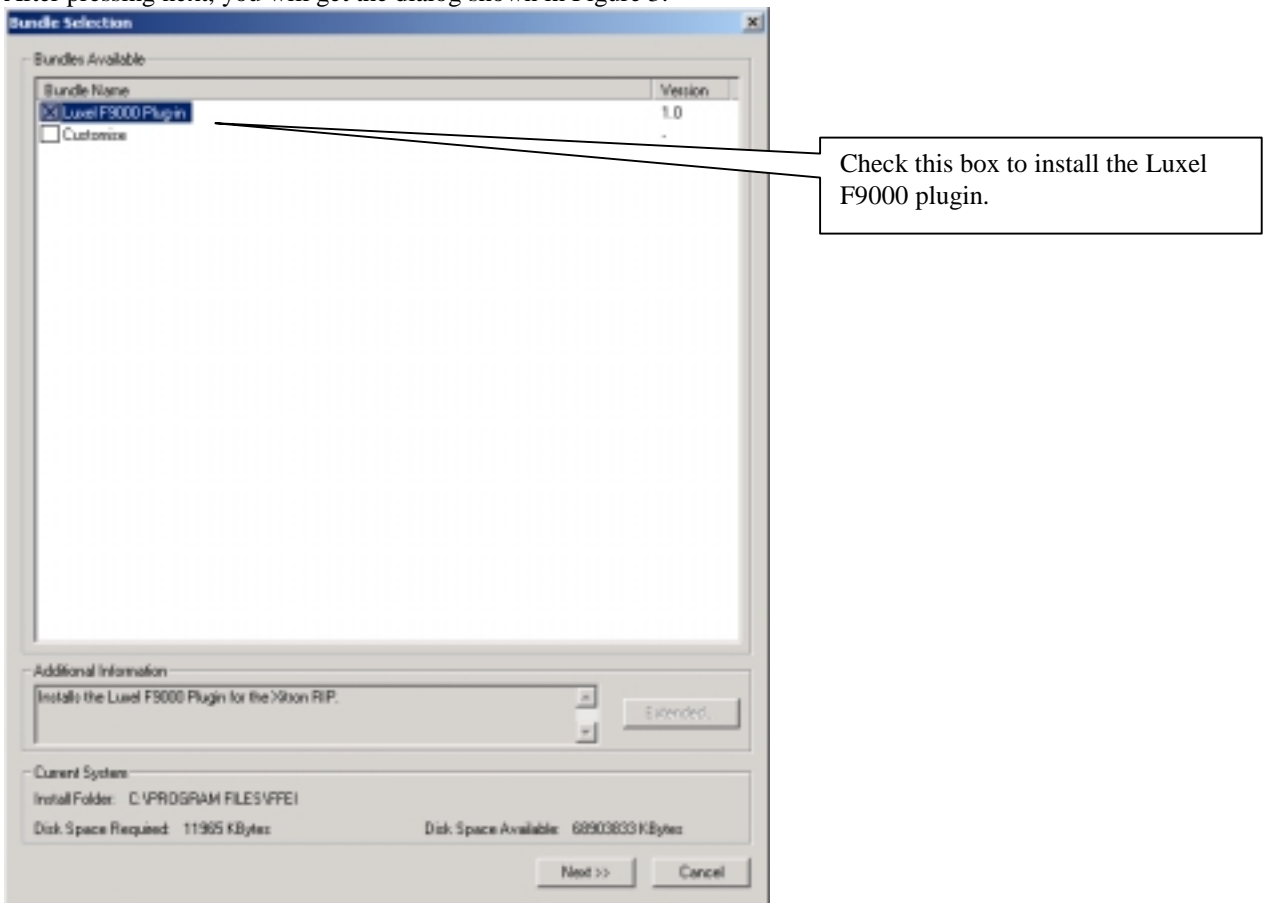 After pressing next, you will get the dialog shown in Figure 3.
Bundle Selection
Bundles Available
Bundle Name Version
Luxel F9000 Plugin 1.0
Customise -
Check this box to install the Luxel
F9000 plugin.
Additional Information
Installs the Luxel F9000 Plugin for the Xitron RIP.
Extended..
Current System
Install Folder: C:\PROGRAM FILES\FFEI
Disk Space Required: 11965 KBytes Disk Space Available: 68903833 KBytes
Next >> Cancel